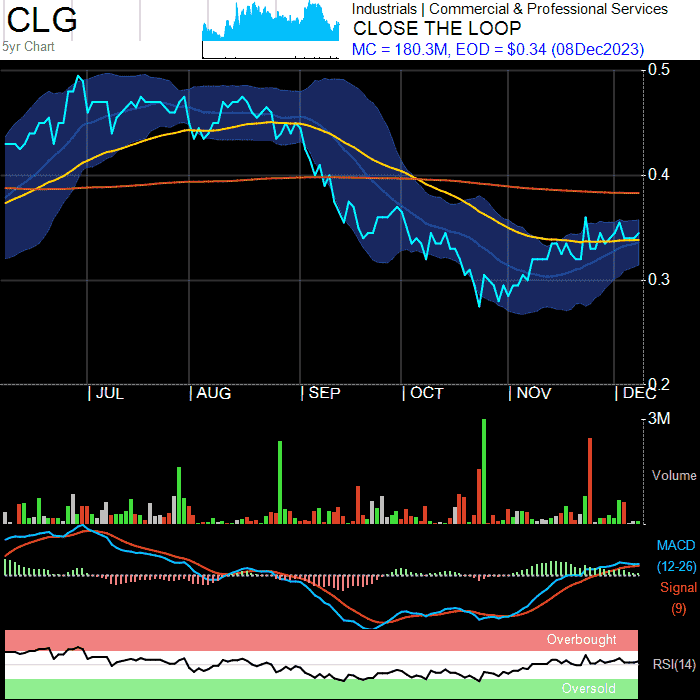 CLG
5yr Chart
Industrials | Commercial & Professional Services
CLOSE THE LOOP
MC = 180.3M, EOD = $0.34 (08Dec2023)
0.5
0.4
0.3
0.2
| JUL | AUG | SEP | OCT | NOV | DEC
3M
Volume
MACD
(12-26)
Signal
(9)
Overbought
RSI(14)
Oversold